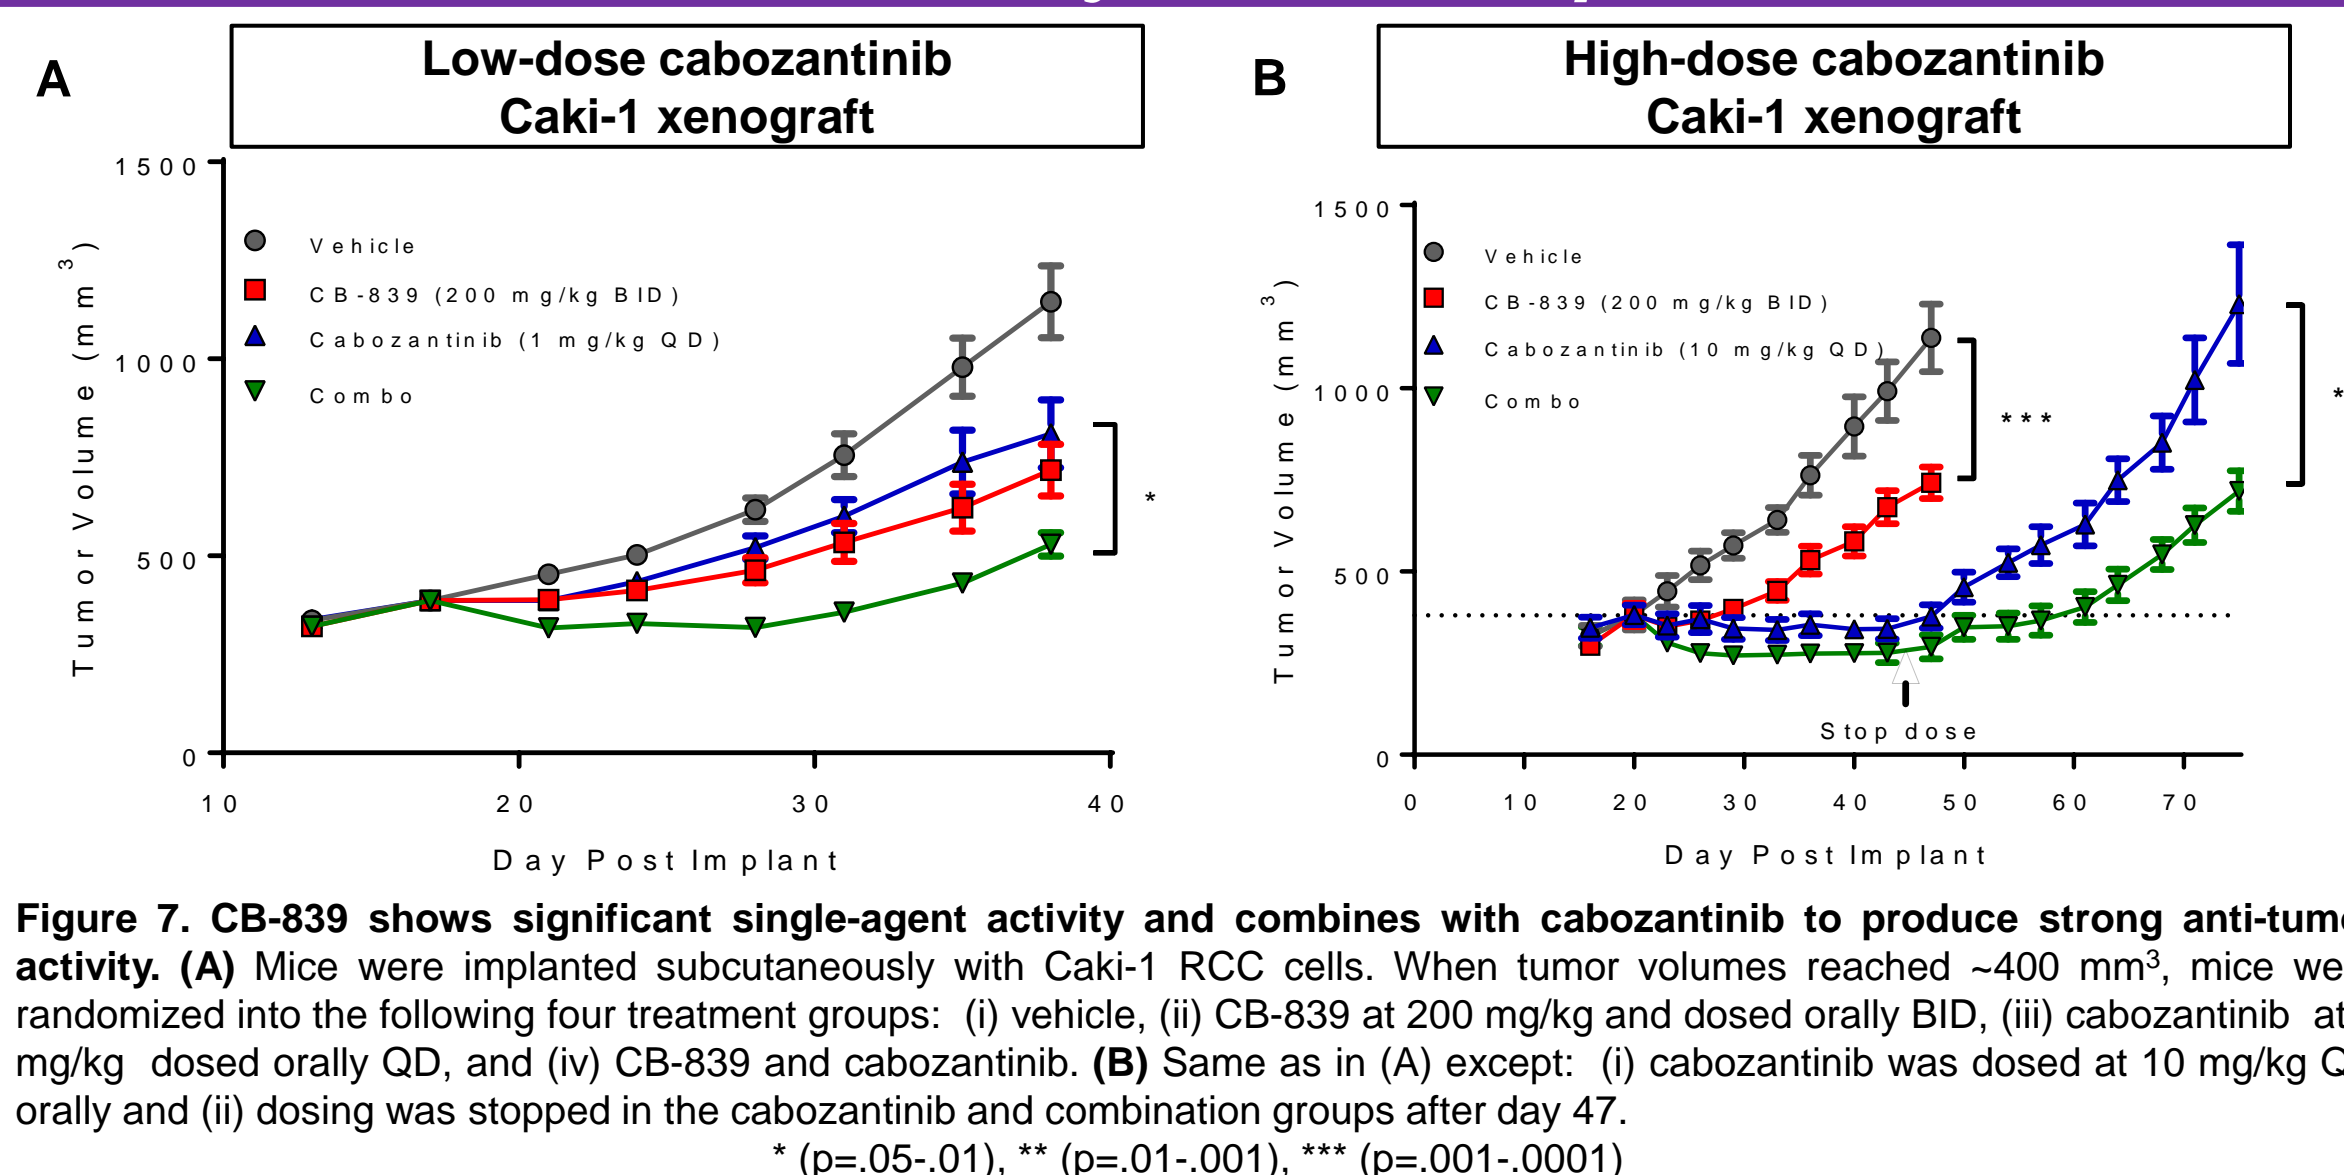 A
Low-dose cabozantinib
Caki-1 xenograft
1500
1000
500
0
Tumor Volume (mm3)
Vehicle
CB-839 (200 mg/kg BID)
Cabozantinib (1 mg/kg QD)
Combo
*
10 20 30 40
Day Post Implant
B
High-dose cabozantinib
Caki-1 xenograft
1500
1000
500
0
Tumor Volume (mm3)
Vehicle
CB-839 (200 mg/kg BID)
Cabozantinib (10 mg/kg QD)
Combo
***
*
Stop dose
0 10 20 30 40 50 60 70
Day Post Implant
Figure 7. CB-839 shows significant single-agent activity and combines with cabozantinib to produce strong anti-tumo
activity. (A) Mice were implanted subcutaneously with Caki-1 RCC cells. When tumor volumes reached ~400 mm³, mice we
randomized into the following four treatment groups: (i) vehicle, (ii) CB-839 at 200 mg/kg and dosed orally BID, (iii) cabozantinib at
mg/kg dosed orally QD, and (iv) CB-839 and cabozantinib. (B) Same as in (A) except: (i) cabozantinib was dosed at 10 mg/kg Q
orally and (ii) dosing was stopped in the cabozantinib and combination groups after day 47.
* (p=.05-.01), ** (p=.01-.001), *** (p=.001-.0001)